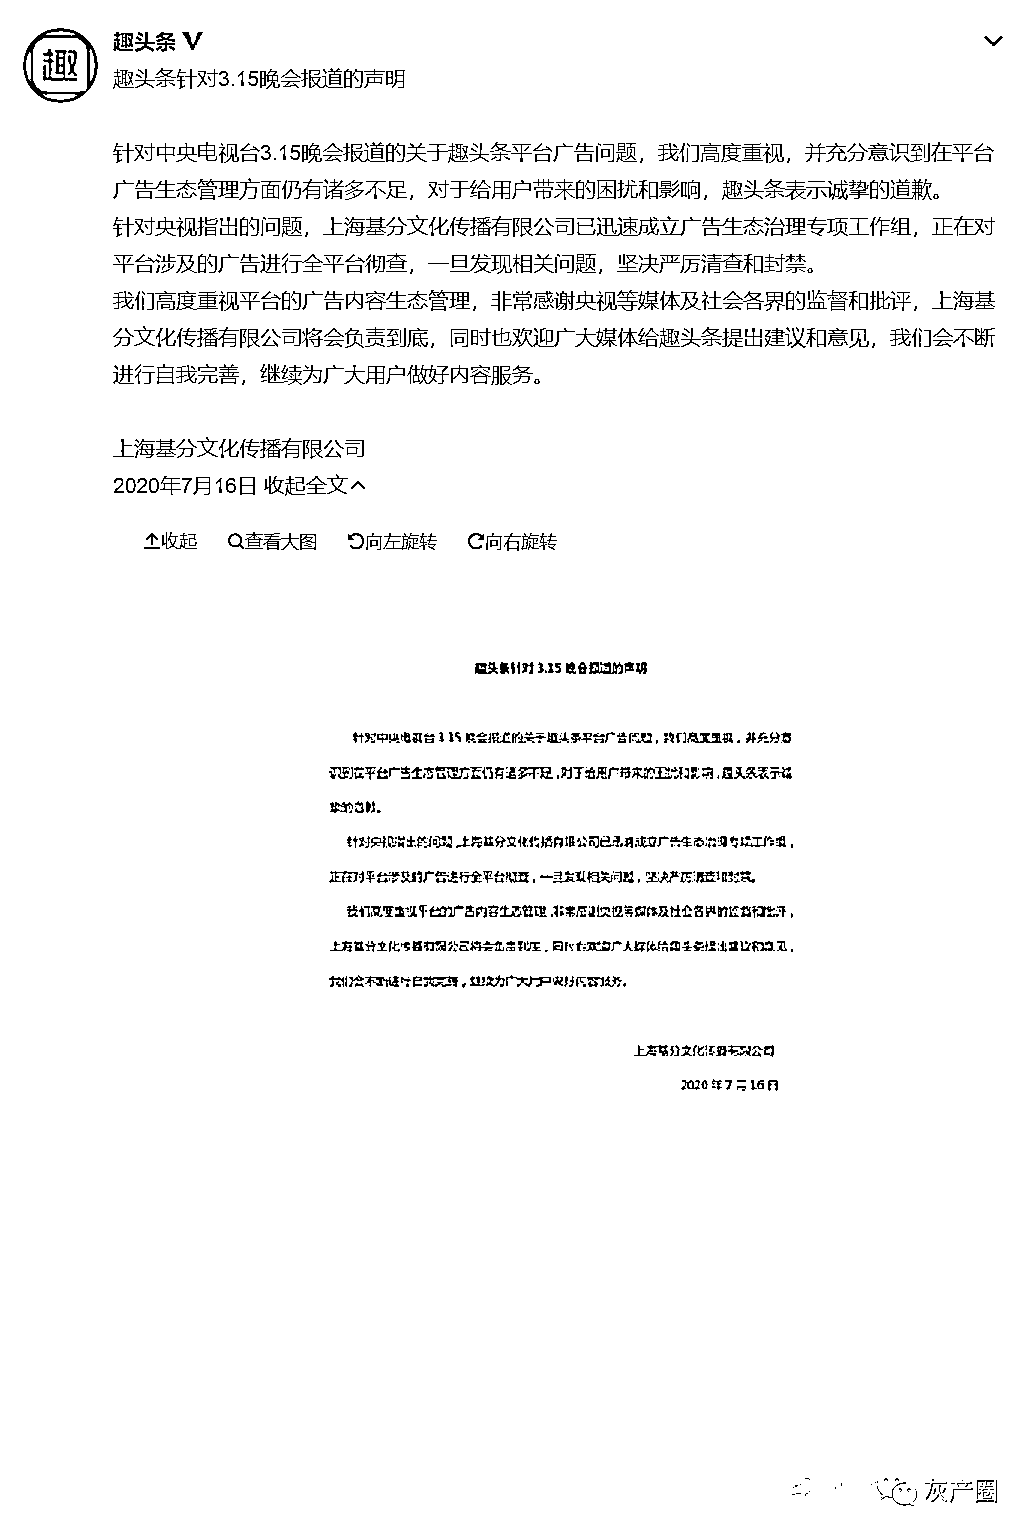 趣
趣头条 V
趣头条针对3.15晚会报道的声明
针对中央电视台3.15晚会报道的关于趣头条平台广告问题，我们高度重视，并充分意识到在平台
广告生态管理方面仍有诸多不足，对于给用户带来的困扰和影响，趣头条表示诚挚的道歉。
针对央视指出的问题，上海基分文化传播有限公司已迅速成立广告生态治理专项工作组，正在对
平台涉及的广告进行全平台彻查，一旦发现相关问题，坚决严厉清查和封禁。
我们高度重视平台的广告内容生态管理，非常感谢央视等媒体及社会各界的监督和批评，上海基
分文化传播有限公司将会负责到底，同时也欢迎广大媒体给趣头条提出建议和意见，我们会不断
进行自我完善，继续为广大用户做好内容服务。
上海基分文化传播有限公司
2020年7月16日 收起全文
收起 查看大图 向左旋转 向右旋转
趣头条针对 3.15 晚会报道的声明
针对中央电视台 3.15 晚会报道的关于趣头条平台广告问题，我们高度重视，并充分意
识到在平台广告生态管理方面仍有诸多不足，对于给用户带来的困扰和影响，趣头条表示诚
挚的道歉。
针对央视指出的问题，上海基分文化传播有限公司已迅速成立广告生态治理专项工作组，
正在对平台涉及的广告进行全平台彻查，一旦发现相关问题，坚决严厉清查和封禁。
我们高度重视平台的广告内容生态管理，非常感谢央视等媒体及社会各界的监督和批评，
上海基分文化传播有限公司将会负责到底，同时也欢迎广大媒体给趣头条提出建议和意见，
我们会不断进行自我完善，继续为广大用户做好内容服务。
上海基分文化传播有限公司
2020 年 7 月 16 日
灰产圈